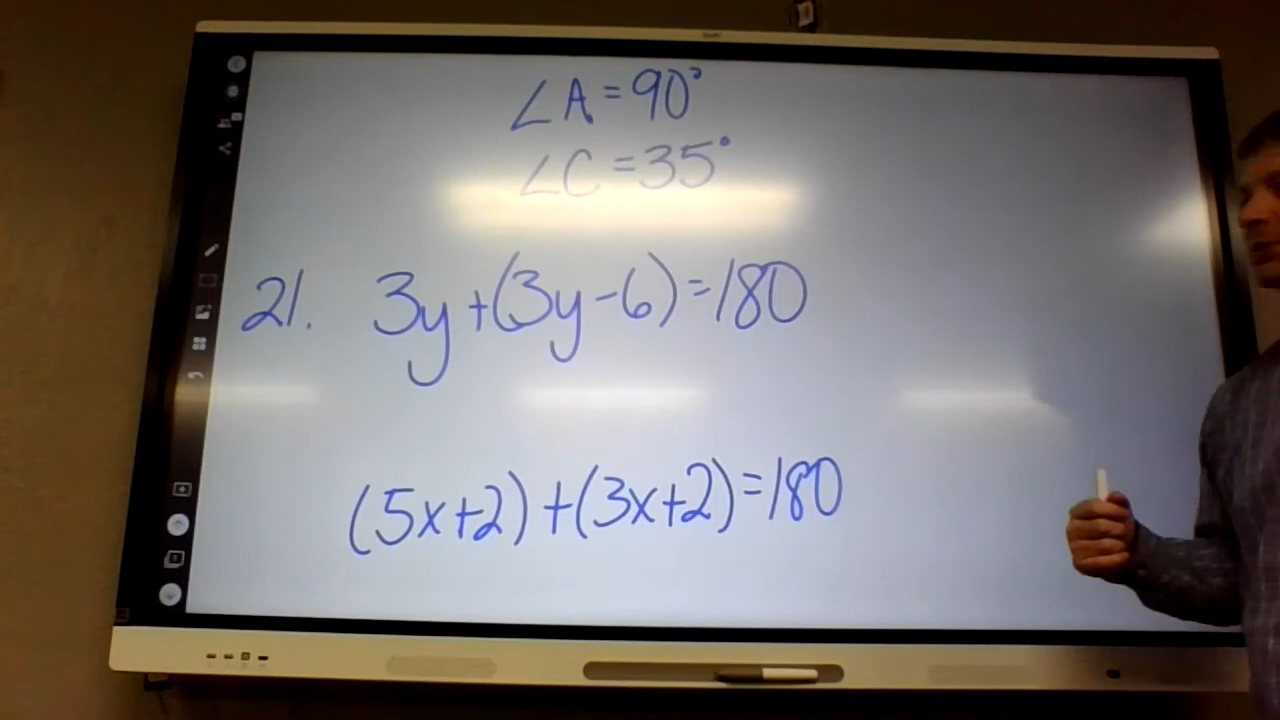 ∠A=90°
∠C=35°
21. 3y+(3y-6)=180
(5x+2)+(3x+2)=180